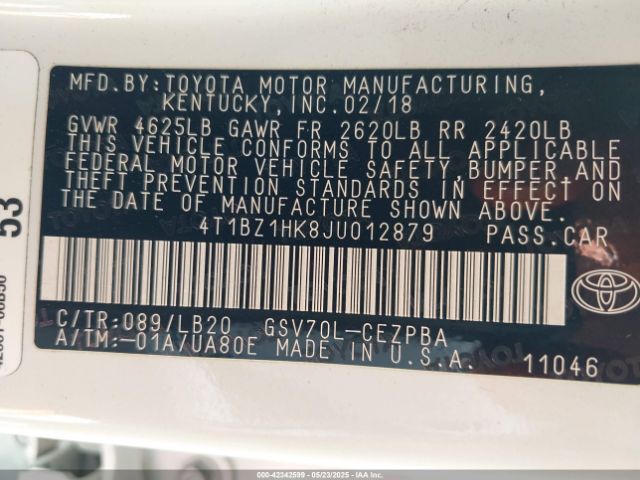 MFD.BY:TOYOTA MOTOR MANUFACTURING,
KENTUCKY,INC.02/18
GVWR 4625LB GAWR FR 2620LB RR 2420LB
THIS VEHICLE CONFORMS TO ALL APPLICABLE
FEDERAL MOTOR VEHICLE SAFETY,BUMPER,AND
THEFT PREVENTION STANDARDS IN EFFECT ON
THE DATE OF MANUFACTURE SHOWN ABOVE.
4T1BZ1HK8JU012879 PASS.CAR
C/TR:089/LB20 GSV70L-CEZPBA
A/TM:-01A/UA80E MADE IN U.S.A.
11046
53
000-42342599 - 05/23/2025 - IAAI.COM